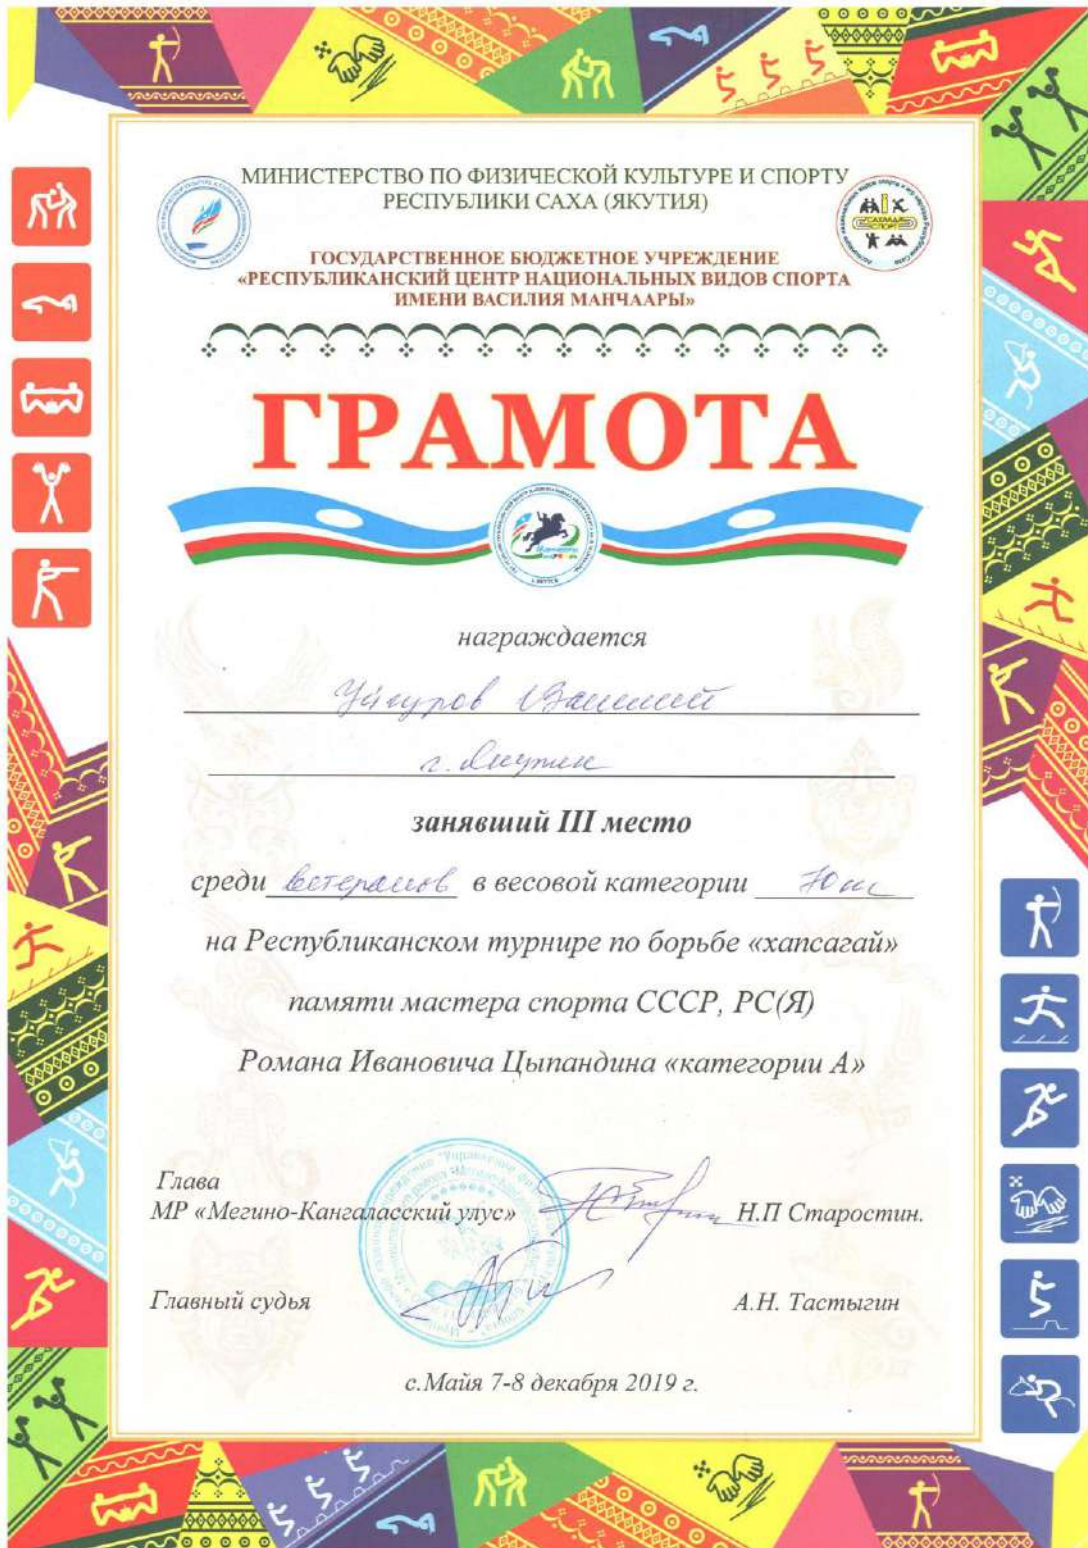 МИНИСТЕРСТВО ПО ФИЗИЧЕСКОЙ КУЛЬТУРЕ И СПОРТУ
РЕСПУБЛИКИ САХА (ЯКУТИЯ)
ГОСУДАРСТВЕННОЕ БЮДЖЕТНОЕ УЧРЕЖДЕНИЕ
«РЕСПУБЛИКАНСКИЙ ЦЕНТР НАЦИОНАЛЬНЫХ ВИДОВ СПОРТА
ИМЕНИ ВАСИЛИЯ МАНЧААРЫ»
ГРАМОТА
награждается
Уйгуров
г. Якутск
занявший III место
среди ветеранов в весовой категории 70 кг
на Республиканском турнире по борьбе «хапсагай»
памяти мастера спорта СССР, РС(Я)
Романа Ивановича Цыпандина «категории А»
Глава
МР «Мегино-Кангаласский улус» Н.П Старостин.
Главный судья А.Н. Тастыгин
с.Майя 7-8 декабря 2019 г.